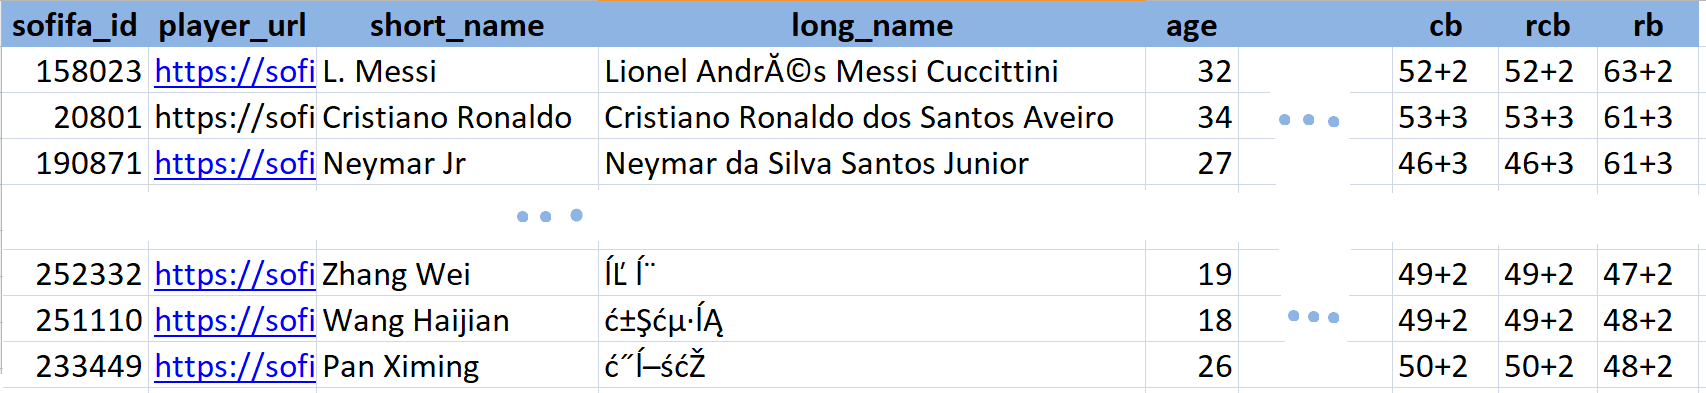 sofifa_id player_url short_name long_name age cb rcb rb
158023 https://sofi L. Messi Lionel AndrĂ©s Messi Cuccittini 32 52+2 52+2 63+2
20801 https://sofi Cristiano Ronaldo Cristiano Ronaldo dos Santos Aveiro 34 53+3 53+3 61+3
190871 https://sofi Neymar Jr Neymar da Silva Santos Junior 27 46+3 46+3 61+3
252332 https://sofi Zhang Wei ÍĽ Í¨ 19 49+2 49+2 47+2
251110 https://sofi Wang Haijian ć±Şćµ·ÍĄ 18 49+2 49+2 48+2
233449 https://sofi Pan Ximing ć˝Í–śćŽ 26 50+2 50+2 48+2